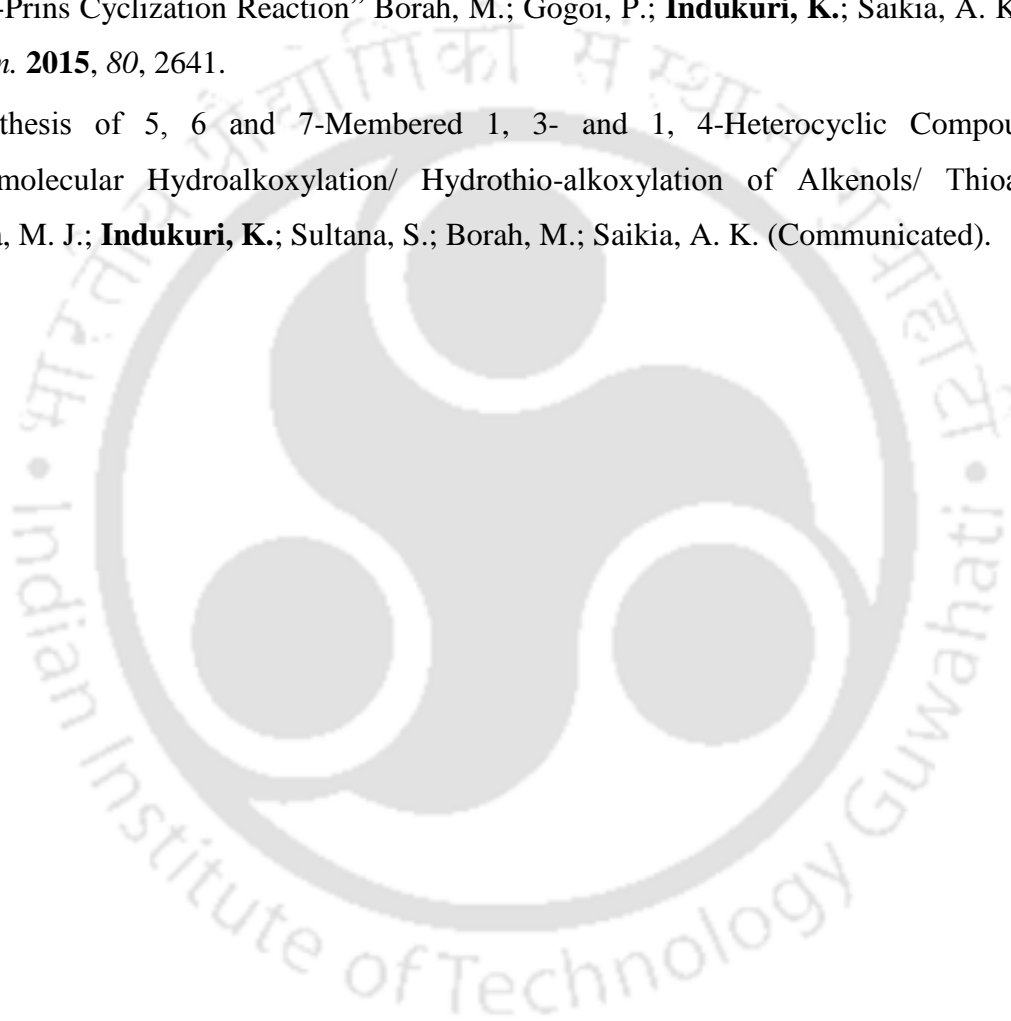 -Prins Cyclization Reaction” Borah, M.; Gogoi, P.; Indukuri, K.; Saikia, A. K
m. 2015, 80, 2641.
thesis of 5, 6 and 7-Membered 1, 3- and 1, 4-Heterocyclic Compou
molecular Hydroalkoxylation/ Hydrothio-alkoxylation of Alkenols/ Thioa
, M. J.; Indukuri, K.; Sultana, S.; Borah, M.; Saikia, A. K. (Communicated).
Indian Institute of Technology Guwahati